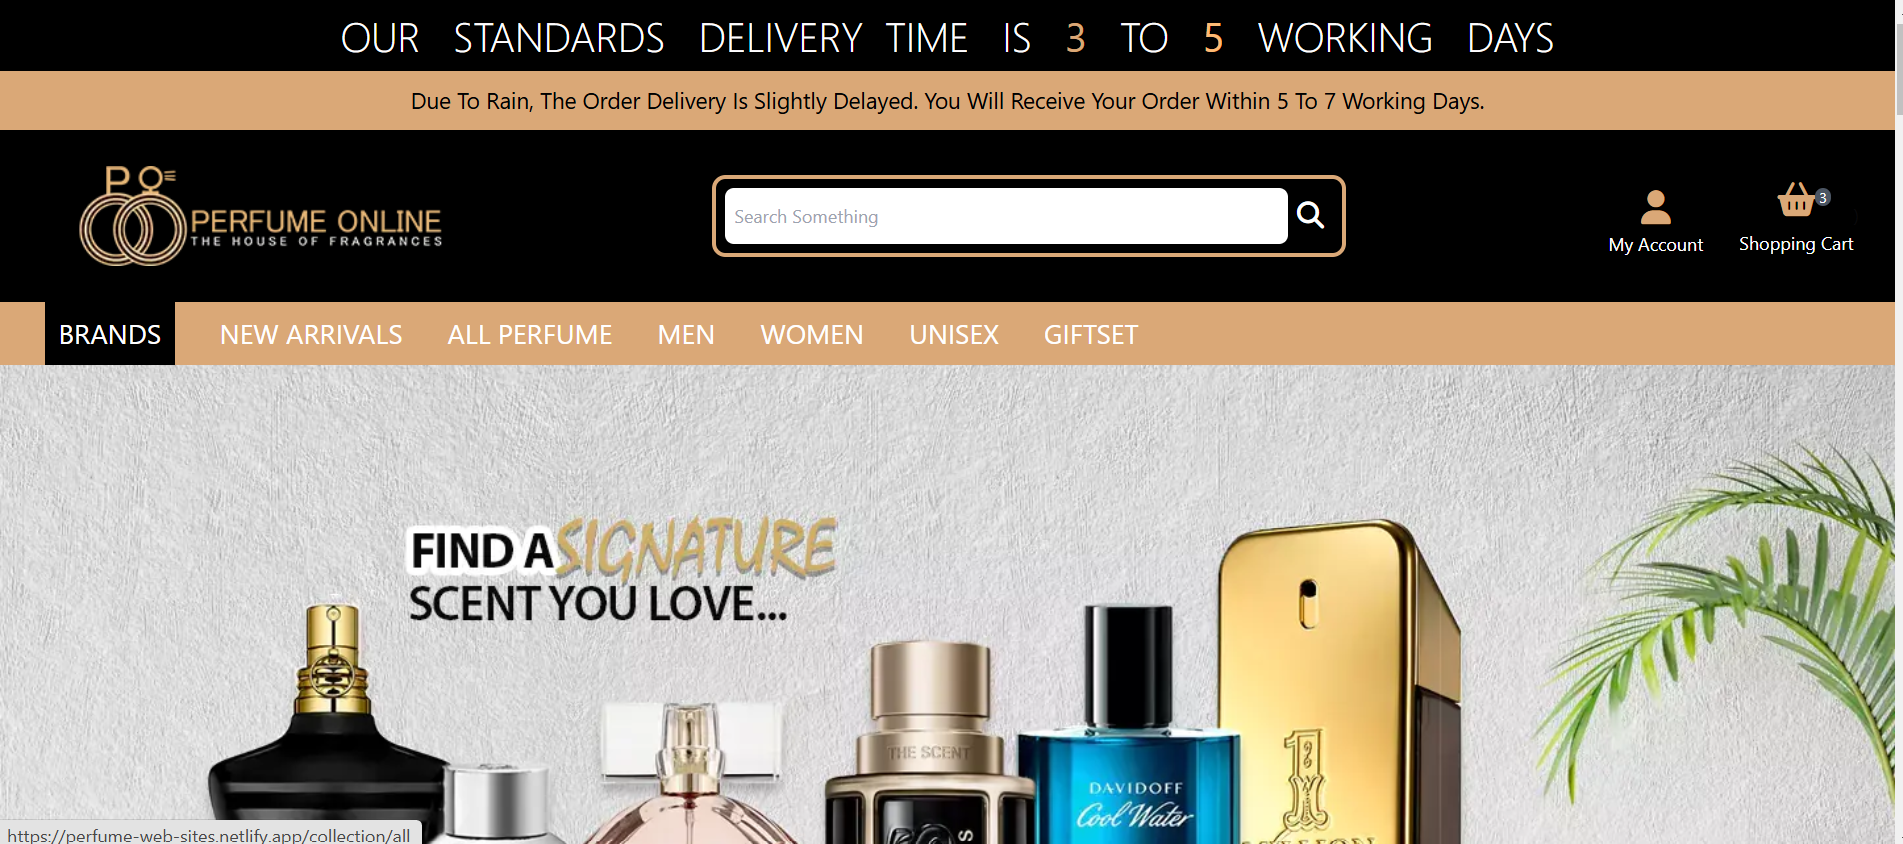 OUR STANDARDS DELIVERY TIME IS 3 TO 5 WORKING DAYS
Due To Rain, The Order Delivery Is Slightly Delayed. You Will Receive Your Order Within 5 To 7 Working Days.
PO
PERFUME ONLINE
THE HOUSE OF FRAGRANCES
Search Something
3
My Account
Shopping Cart
BRANDS NEW ARRIVALS ALL PERFUME MEN WOMEN UNISEX GIFTSET
FIND A SIGNATURE
SCENT YOU LOVE...
THE SCENT
DAVIDOFF
Cool Water
1
https://perfume-web-sites.netlify.app/collection/all